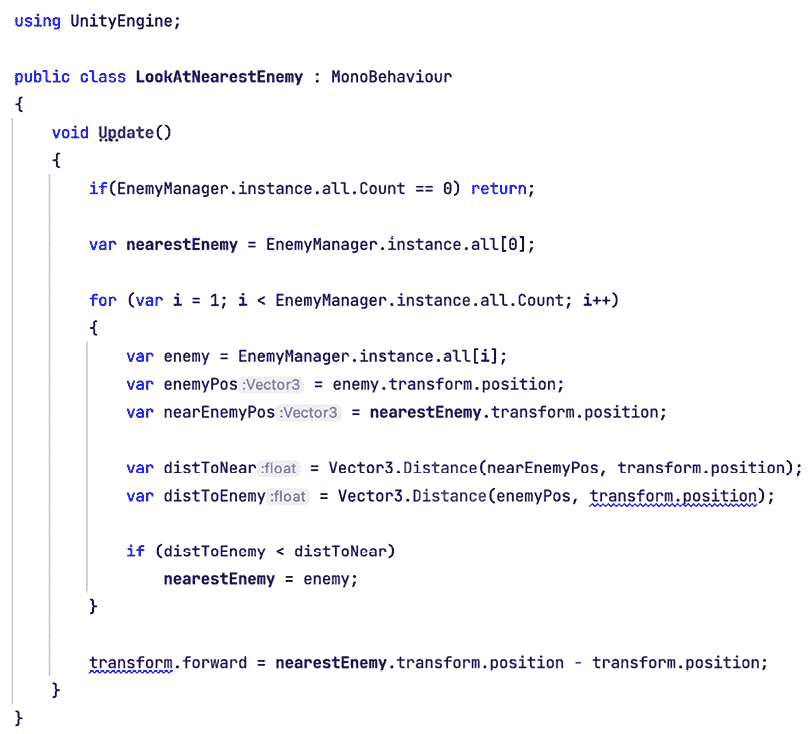 using UnityEngine;
public class LookAtNearestEnemy : MonoBehaviour
{
void Update()
{
if(EnemyManager.instance.all.Count == 0) return;
var nearestEnemy = EnemyManager.instance.all[0];
for (var i = 1; i < EnemyManager.instance.all.Count; i++)
{
var enemy = EnemyManager.instance.all[i];
var enemyPos :Vector3 = enemy.transform.position;
var nearEnemyPos :Vector3 = nearestEnemy.transform.position;
var distToNear :float = Vector3.Distance(nearEnemyPos, transform.position);
var distToEnemy :float = Vector3.Distance(enemyPos, transform.position);
if (distToEnemy < distToNear)
nearestEnemy = enemy;
}
transform.forward = nearestEnemy.transform.position - transform.position;
}
}